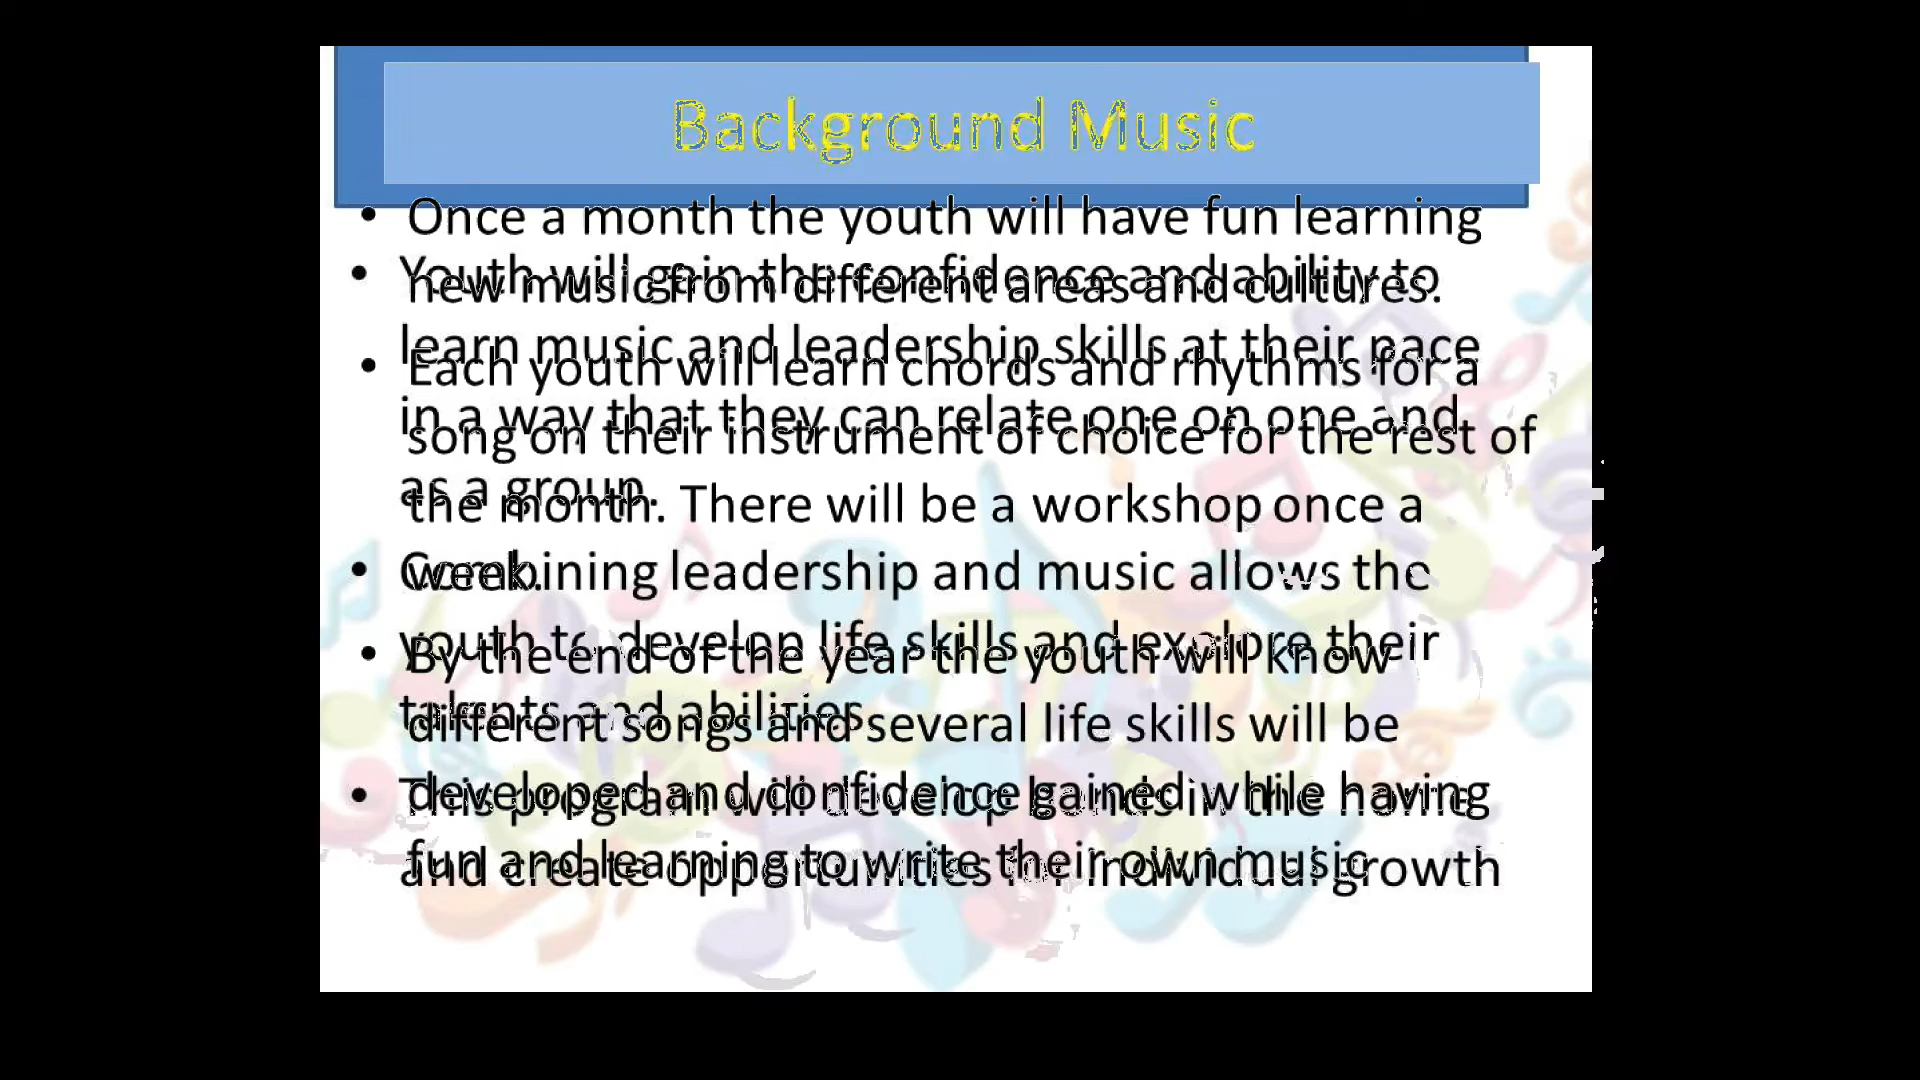 Background Music
• Once a month the youth will have fun learning
new music from different areas and cultures.
• Each youth will learn chords and rhythms for a
song on their instrument of choice for the rest of
the month. There will be a workshop once a
week.
• By the end of the year the youth will know
different songs and several life skills will be
developed and confidence gained while having
fun and learning to write their own music
• Youth will gain the confidence and ability to
learn music and leadership skills at their pace
in a way that they can relate one on one and
as a group.
• Combining leadership and music allows the
youth to develop life skills and explore their
talents and abilities
• This program will develop in the
and create opportunities for individual growth